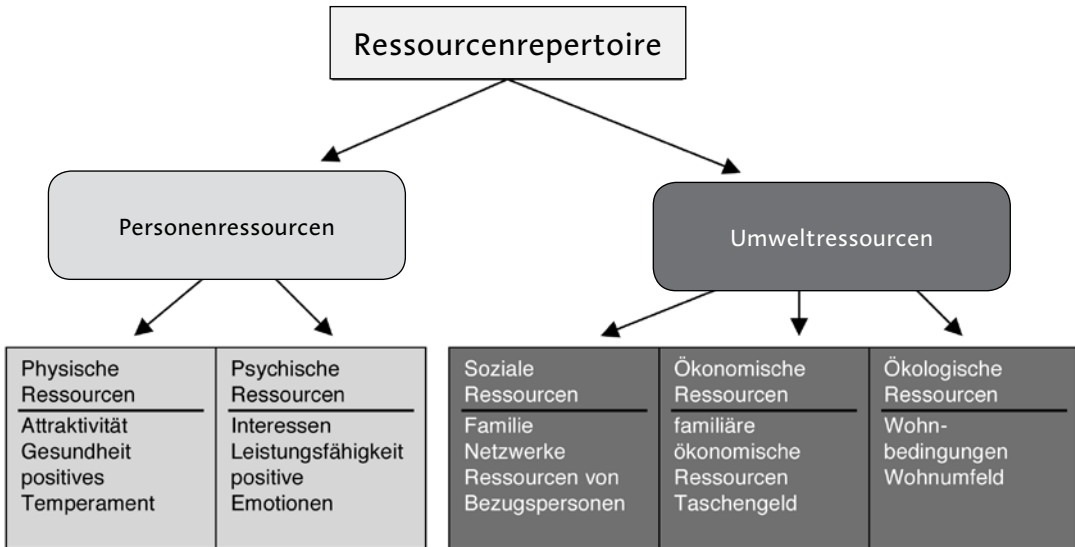 Ressourcenrepertoire
Personenressourcen
Umweltressourcen
Physische
Ressourcen
Attraktivität
Gesundheit
positives
Temperament
Psychische
Ressourcen
Interessen
Leistungsfähigkeit
positive
Emotionen
Soziale
Ressourcen
Familie
Netzwerke
Ressourcen von
Bezugspersonen
Ökonomische
Ressourcen
familiäre
ökonomische
Ressourcen
Taschengeld
Ökologische
Ressourcen
Wohn-
bedingungen
Wohnumfeld